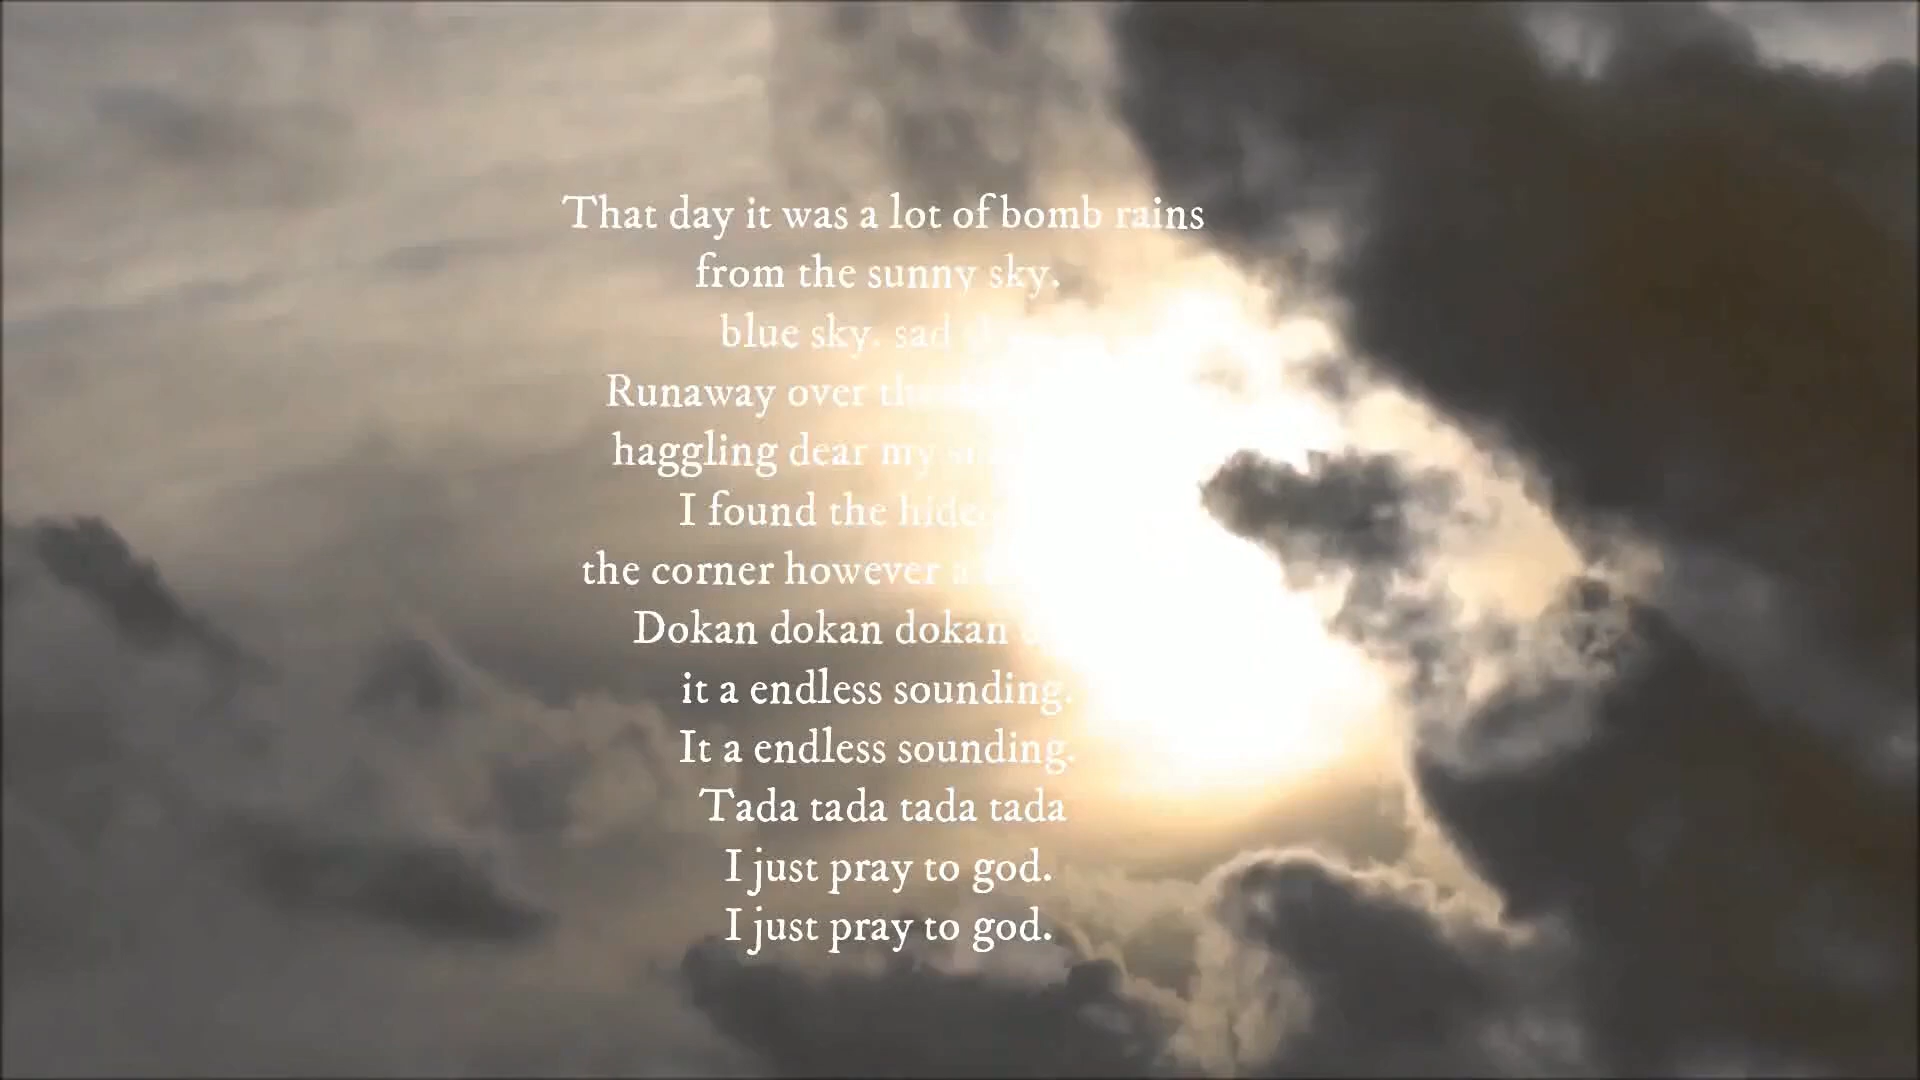 That day it was a lot of bomb rains
from the sunny sky.
blue sky. sad
Runaway over
haggling dear my
I found the
the corner however
Dokan dokan dokan
it a endless sounding.
It a endless sounding.
Tada tada tada tada
I just pray to god.
I just pray to god.